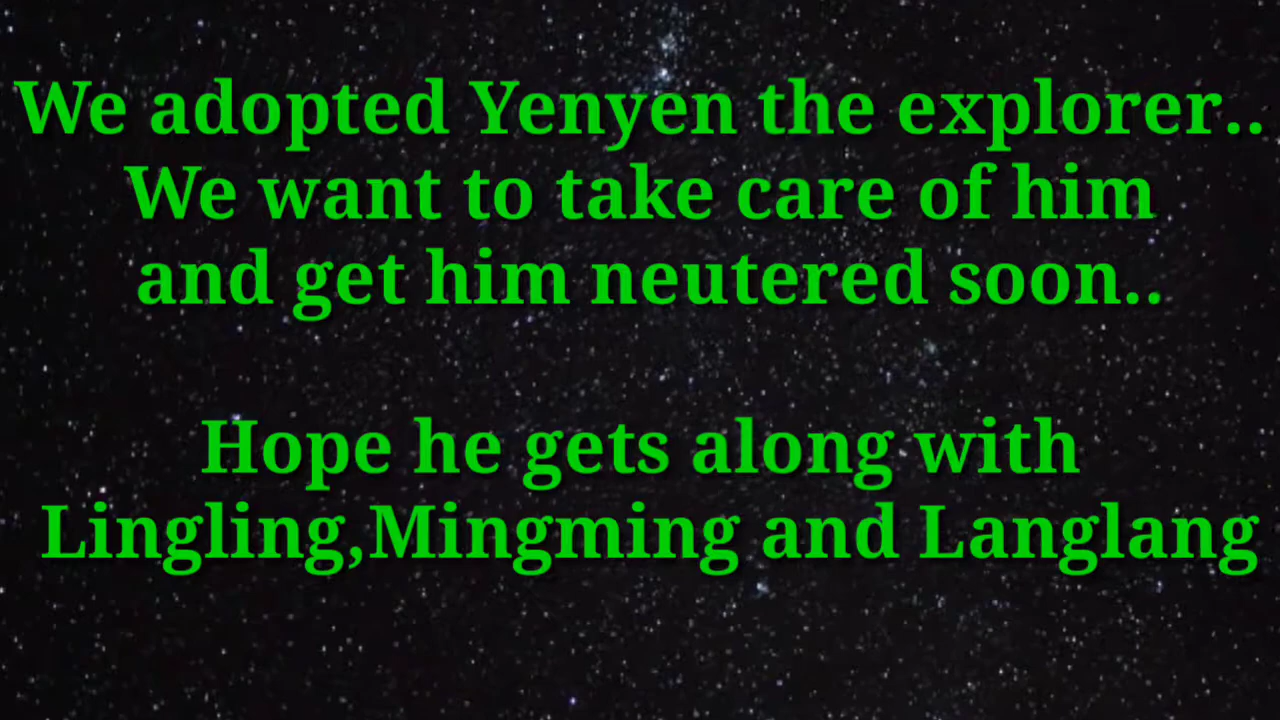 We adopted Yenyen the explorer..
We want to take care of him
and get him neutered soon..
Hope he gets along with
Lingling,Mingming and Langlang